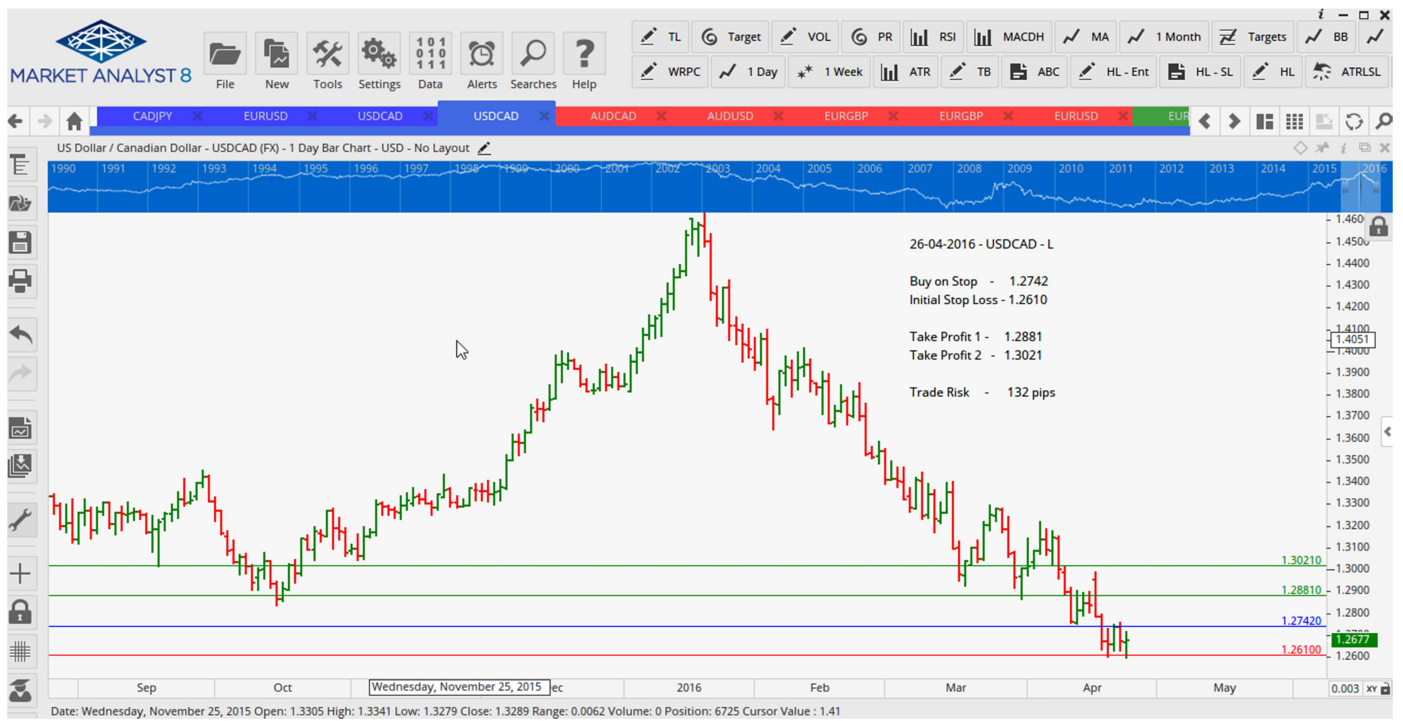 MARKET ANALYST 8
File New Tools Settings Data Alerts Searches Help
101
010
111
TL Target VOL PR RSI MACDH MA 1 Month Targets BB
WRPC 1 Day 1 Week ATR TB ABC HL - Ent HL - SL HL ATRLSL
CADJPY EURUSD USDCAD USDCAD AUDCAD AUDUSD EURGBP EURGBP EURUSD EUR
US Dollar / Canadian Dollar - USDCAD (FX) - 1 Day Bar Chart - USD - No Layout
1990 1991 1992 1993 1994 1995 1996 1997 1998 1999 2000 2001 2002 2003 2004 2005 2006 2007 2008 2009 2010 2011 2012 2013 2014 2015 2016
26-04-2016 - USDCAD - L
Buy on Stop - 1.2742
Initial Stop Loss - 1.2610
Take Profit 1 - 1.2881
Take Profit 2 - 1.3021
Trade Risk - 132 pips
1.460
1.4500
1.4400
1.4300
1.4200
1.4100
1.4051
1.4000
1.3900
1.3800
1.3700
1.3600
1.3500
1.3400
1.3300
1.3200
1.3100
1.30210
1.3000
1.28810
1.2900
1.2800
1.27420
1.2677
1.26100
1.2600
Sep Oct Wednesday, November 25, 2015 ec 2016 Feb Mar Apr May 0.003 XY
Date: Wednesday, November 25, 2015 Open: 1.3305 High: 1.3341 Low: 1.3279 Close: 1.3289 Range: 0.0062 Volume: 0 Position: 6725 Cursor Value : 1.41